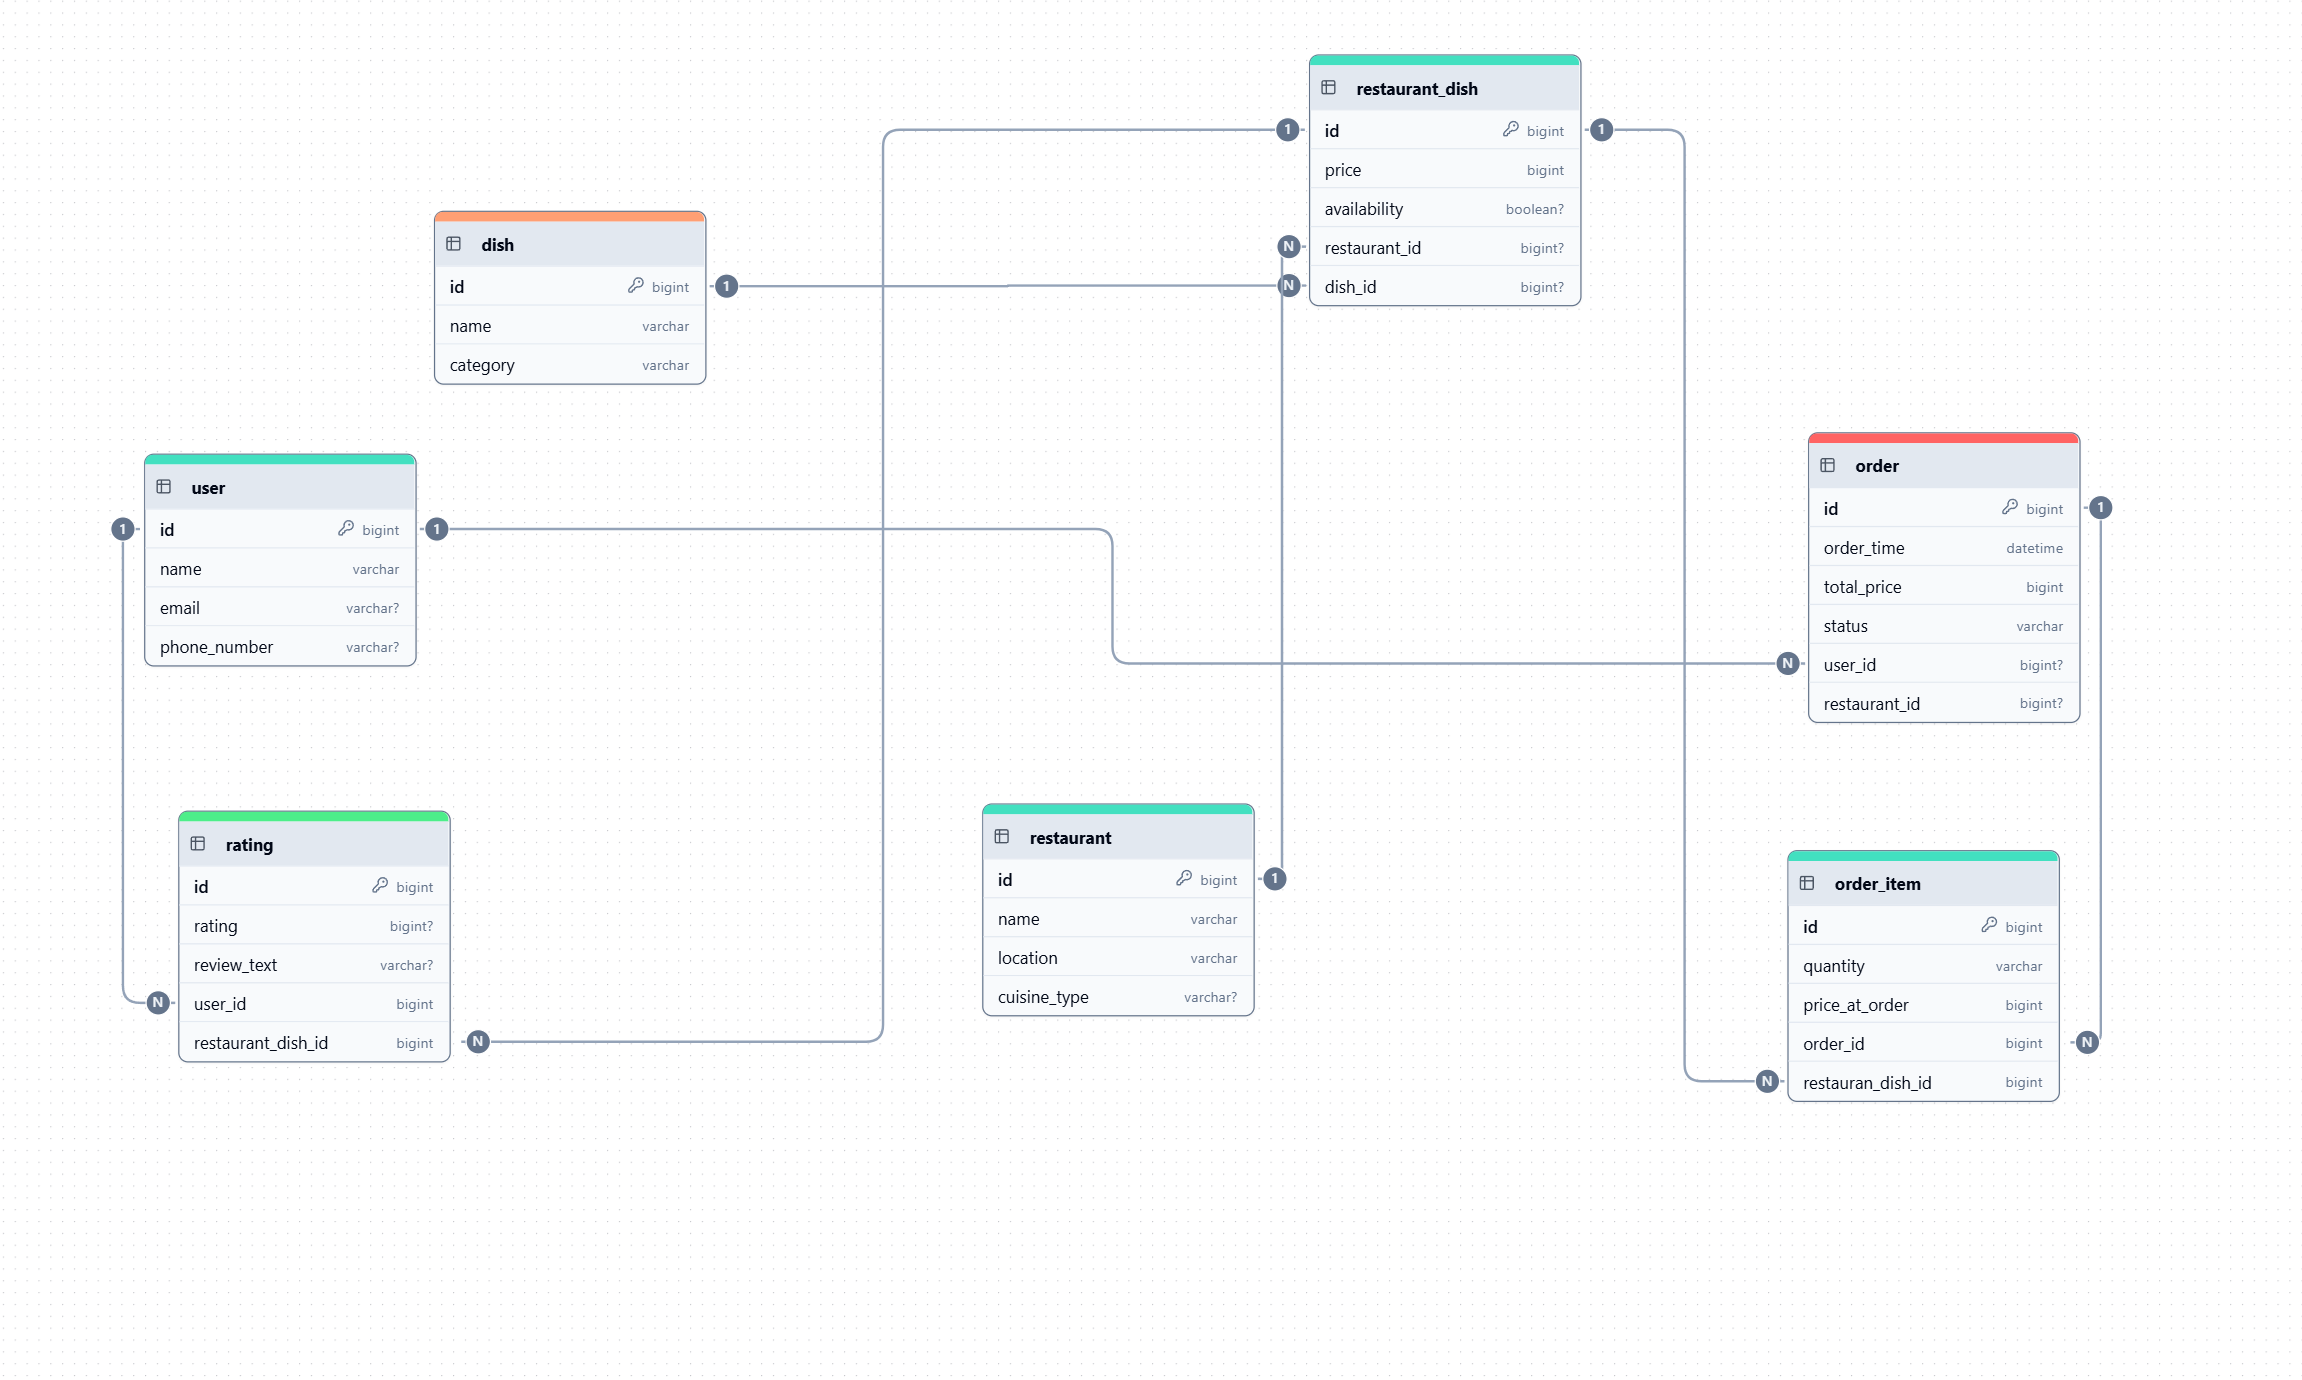 restaurant_dish
1 id bigint 1
price bigint
availability boolean?
N restaurant_id bigint?
N dish_id bigint?
dish
id bigint 1
name varchar
category varchar
user
1 id bigint 1
name varchar
email varchar?
phone_number varchar?
order
id bigint 1
order_time datetime
total_price bigint
status varchar
N user_id bigint?
restaurant_id bigint?
rating
id bigint
rating bigint?
review_text varchar?
N user_id bigint
restaurant_dish_id bigint N
restaurant
id bigint 1
name varchar
location varchar
cuisine_type varchar?
order_item
id bigint
quantity varchar
price_at_order bigint
order_id bigint N
N restauran_dish_id bigint